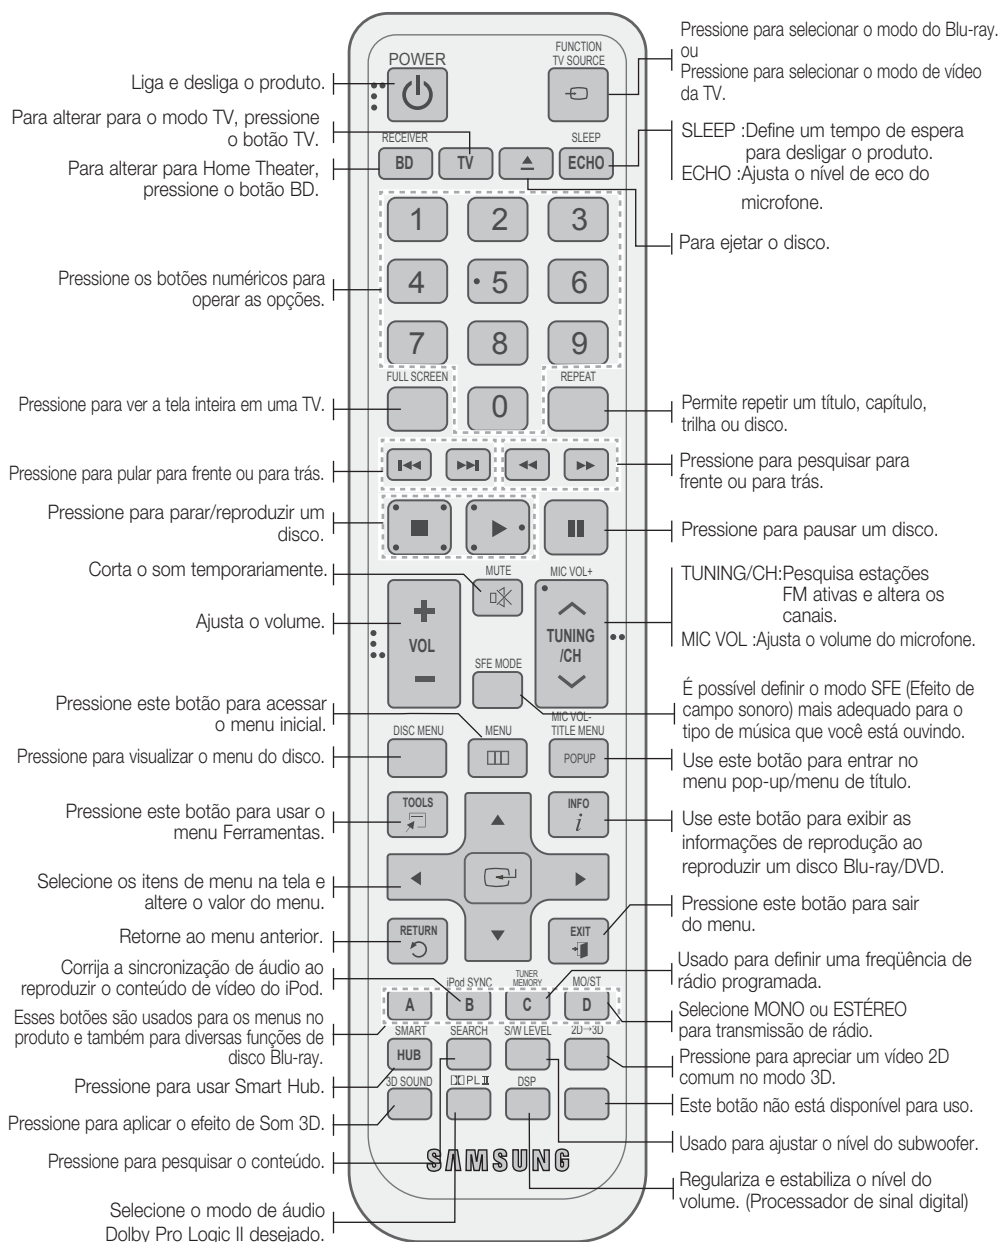 Pressione para selecionar o modo do Blu-ray.
ou
Pressione para selecionar o modo de vídeo
da TV.
FUNCTION
TV SOURCE
POWER
Liga e desliga o produto.
Para alterar para o modo TV, pressione
o botão TV.
Para alterar para Home Theater,
pressione o botão BD.
RECEIVER
SLEEP
BD
TV
ECHO
SLEEP :Define um tempo de espera
para desligar o produto.
ECHO :Ajusta o nível de eco do
microfone.
Para ejetar o disco.
1 2 3
4 5 6
7 8 9
0
Pressione os botões numéricos para
operar as opções.
FULL SCREEN
REPEAT
Pressione para ver a tela inteira em uma TV.
Permite repetir um título, capítulo,
trilha ou disco.
Pressione para pular para frente ou para trás.
Pressione para pesquisar para
frente ou para trás.
Pressione para parar/reproduzir um
disco.
Pressione para pausar um disco.
Corta o som temporariamente.
MUTE
MIC VOL+
TUNING/CH:Pesquisa estações
FM ativas e altera os
canais.
MIC VOL :Ajusta o volume do microfone.
Ajusta o volume.
VOL
TUNING
/CH
SFE MODE
É possível definir o modo SFE (Efeito de
campo sonoro) mais adequado para o
tipo de música que você está ouvindo.
Pressione este botão para acessar
o menu inicial.
MIC VOL-
DISC MENU
MENU
TITLE MENU
POPUP
Pressione para visualizar o menu do disco.
Use este botão para entrar no
menu pop-up/menu de título.
TOOLS
INFO
i
Pressione este botão para usar o
menu Ferramentas.
Use este botão para exibir as
informações de reprodução ao
reproduzir um disco Blu-ray/DVD.
Selecione os itens de menu na tela e
altere o valor do menu.
Pressione este botão para sair
do menu.
RETURN
EXIT
Retorne ao menu anterior.
Corrija a sincronização de áudio ao
reproduzir o conteúdo de vídeo do iPod.
Usado para definir uma freqüência de
rádio programada.
iPod SYNC
TUNER
MEMORY
MO/ST
A
B
C
D
Esses botões são usados para os menus no
produto e também para diversas funções de
disco Blu-ray.
Selecione MONO ou ESTÉREO
para transmissão de rádio.
SMART
SEARCH
S/W LEVEL
2D→3D
HUB
Pressione para apreciar um vídeo 2D
comum no modo 3D.
Pressione para usar Smart Hub.
3D SOUND
PL II
DSP
Este botão não está disponível para uso.
Pressione para aplicar o efeito de Som 3D.
Usado para ajustar o nível do subwoofer.
Pressione para pesquisar o conteúdo.
SAMSUNG
Regulariza e estabiliza o nível do
volume. (Processador de sinal digital)
Selecione o modo de áudio
Dolby Pro Logic II desejado.